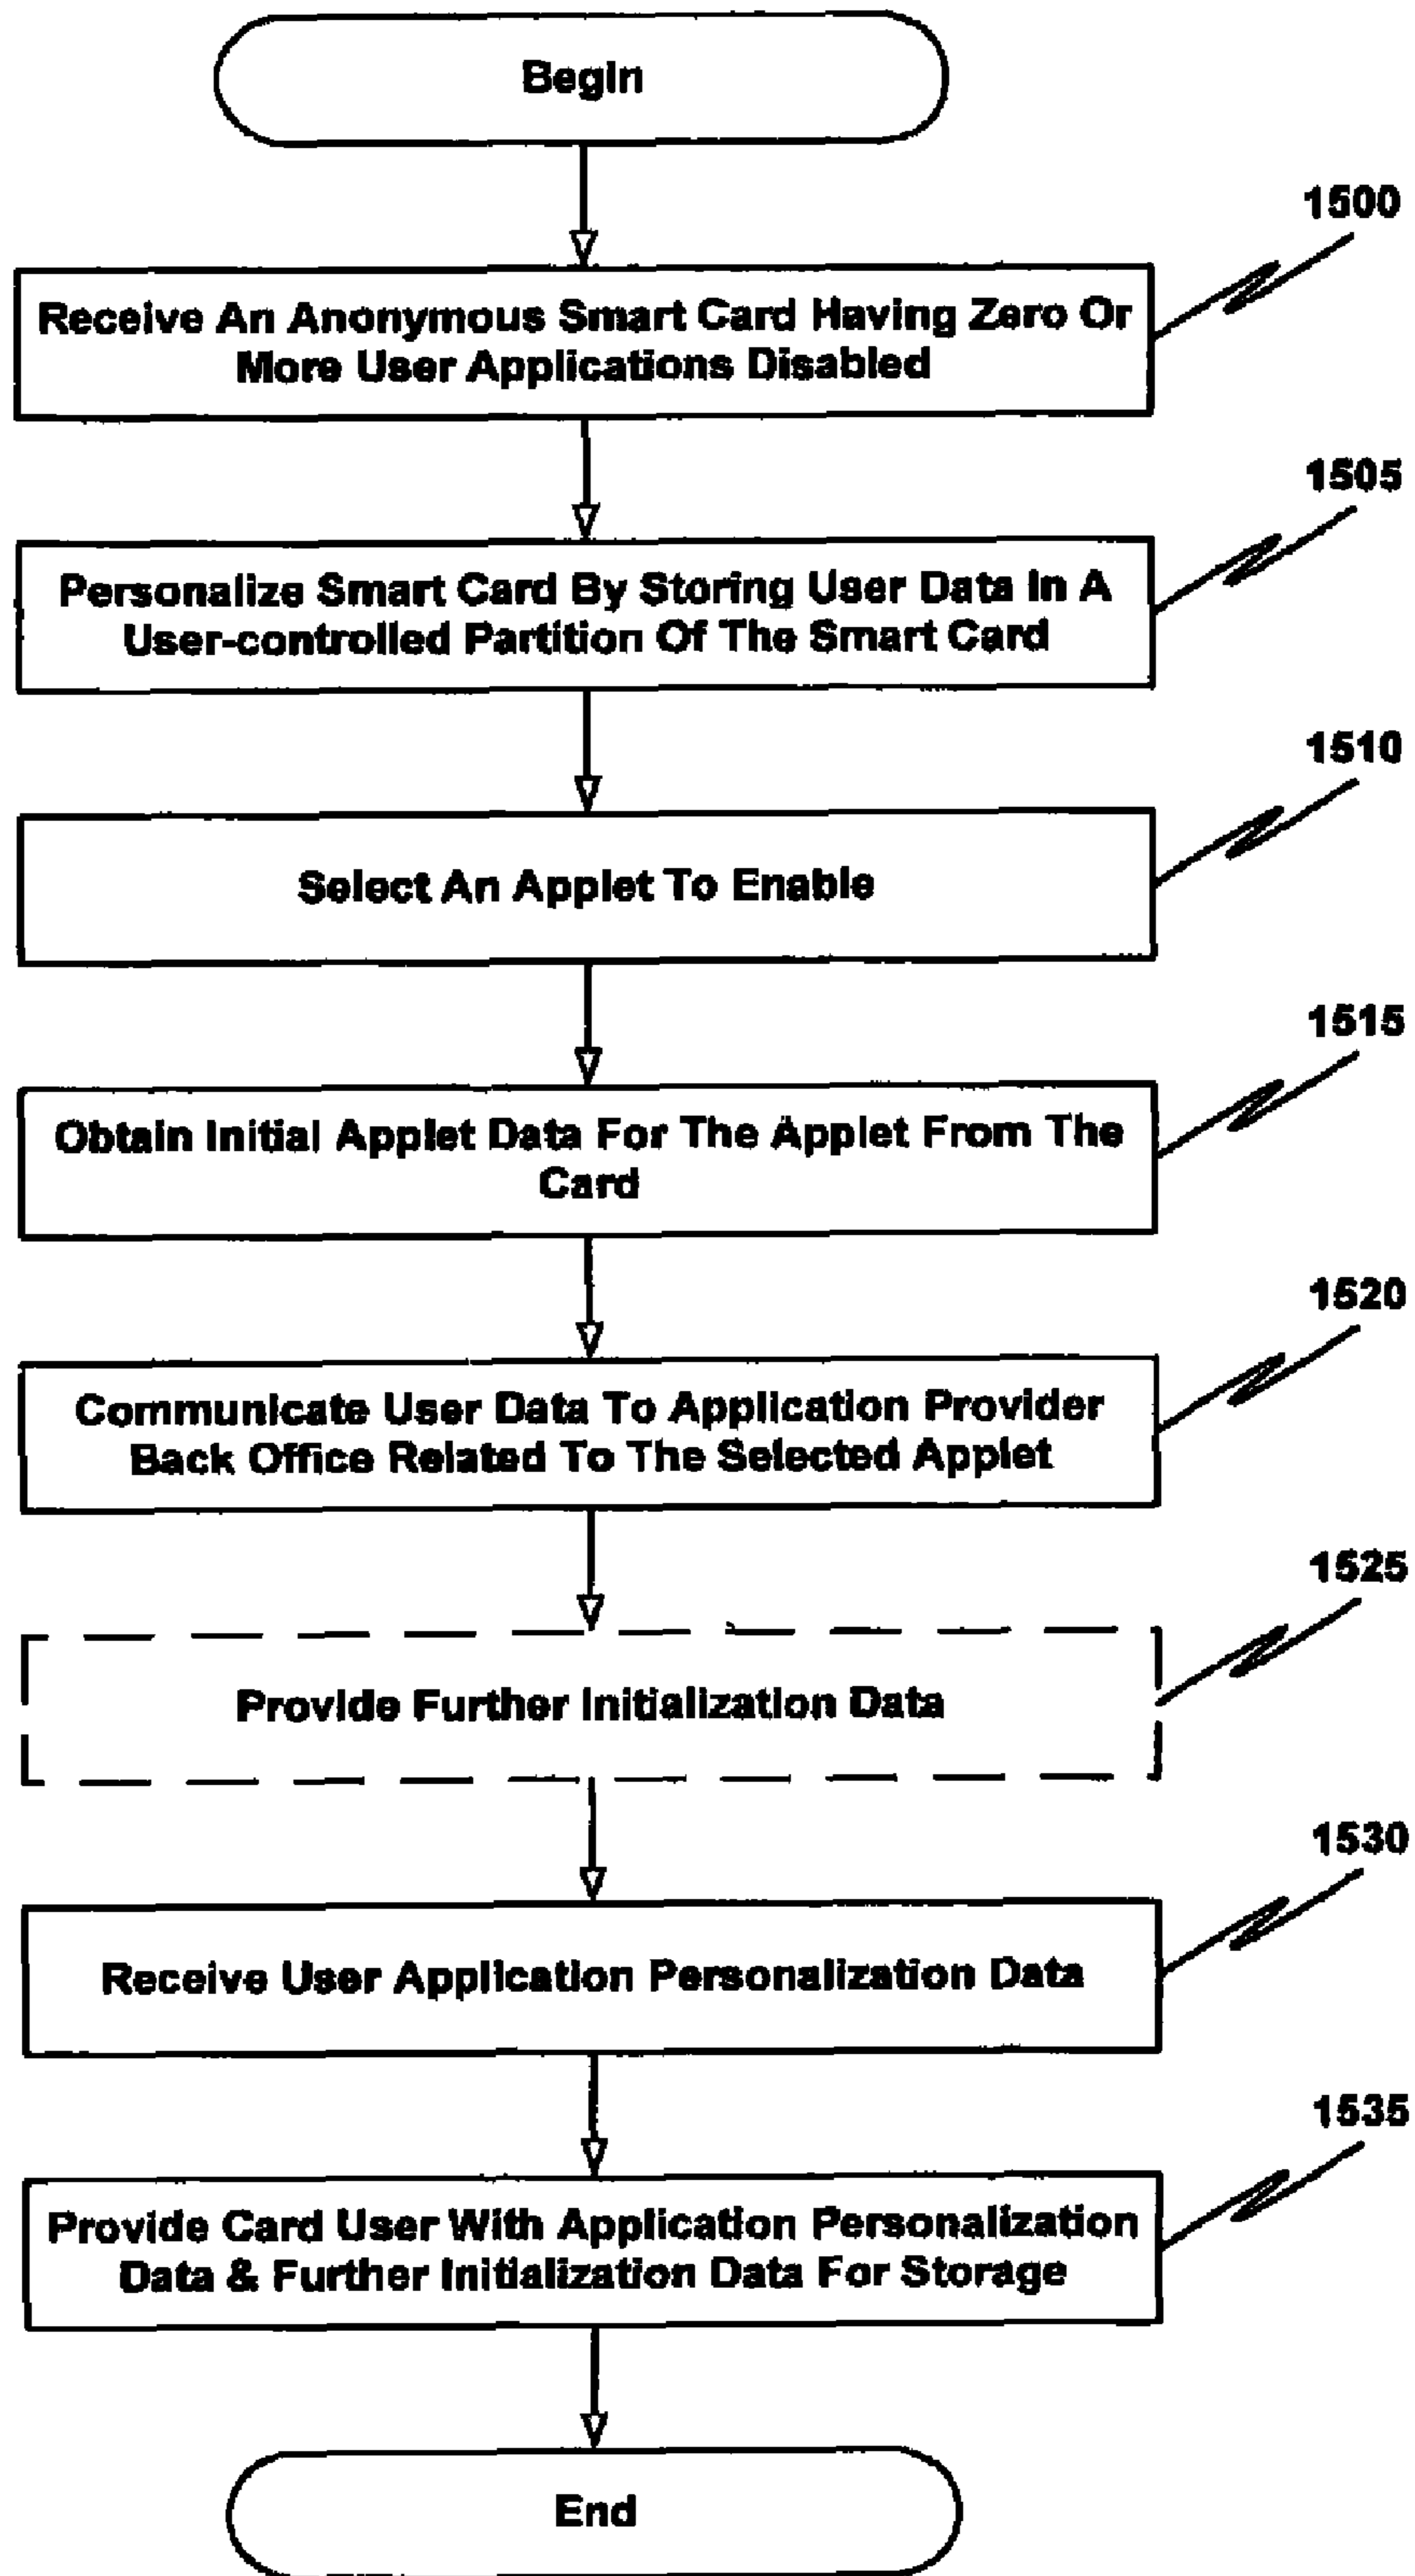 Begin
1500
Receive An Anonymous Smart Card Having Zero Or
More User Applications Disabled
1505
Personalize Smart Card By Storing User Data In A
User-controlled Partition Of The Smart Card
1510
Select An Applet To Enable
1515
Obtain Initial Applet Data For The Applet From The
Card
1520
Communicate User Data To Application Provider
Back Office Related To The Selected Applet
1525
Provide Further Initialization Data
1530
Receive User Application Personalization Data
1535
Provide Card User With Application Personalization
Data & Further Initialization Data For Storage
End